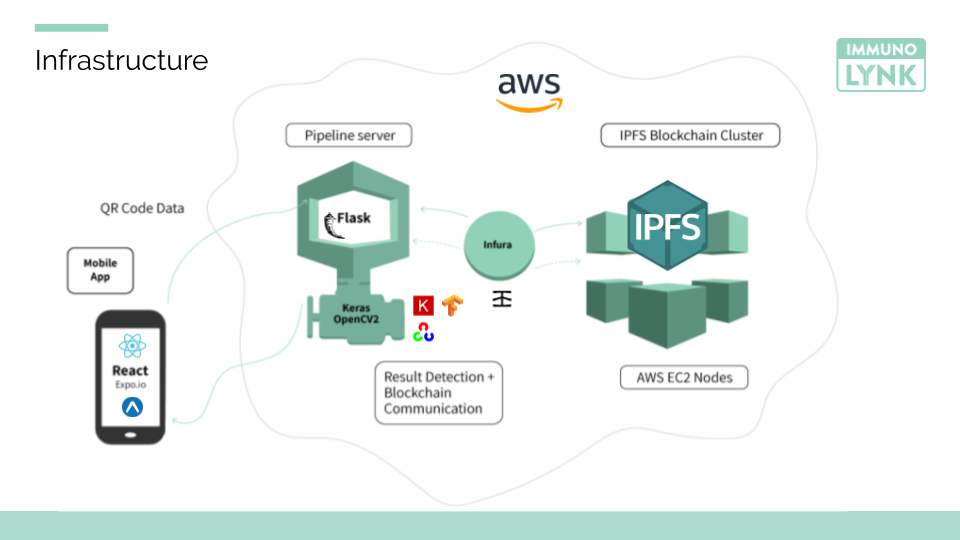 Infrastructure
IMMUNO
LYNK
aws
Pipeline server
IPFS Blockchain Cluster
QR Code Data
Flask
IPFS
Infura
Mobile
App
Keras
OpenCV2
K
React
Expo.io
Result Detection +
Blockchain
Communication
AWS EC2 Nodes